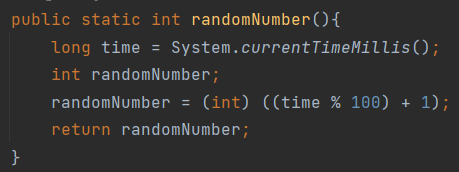 public static int randomNumber(){
    long time = System.currentTimeMillis();
    int randomNumber;
    randomNumber = (int) ((time % 100) + 1);
    return randomNumber;
}